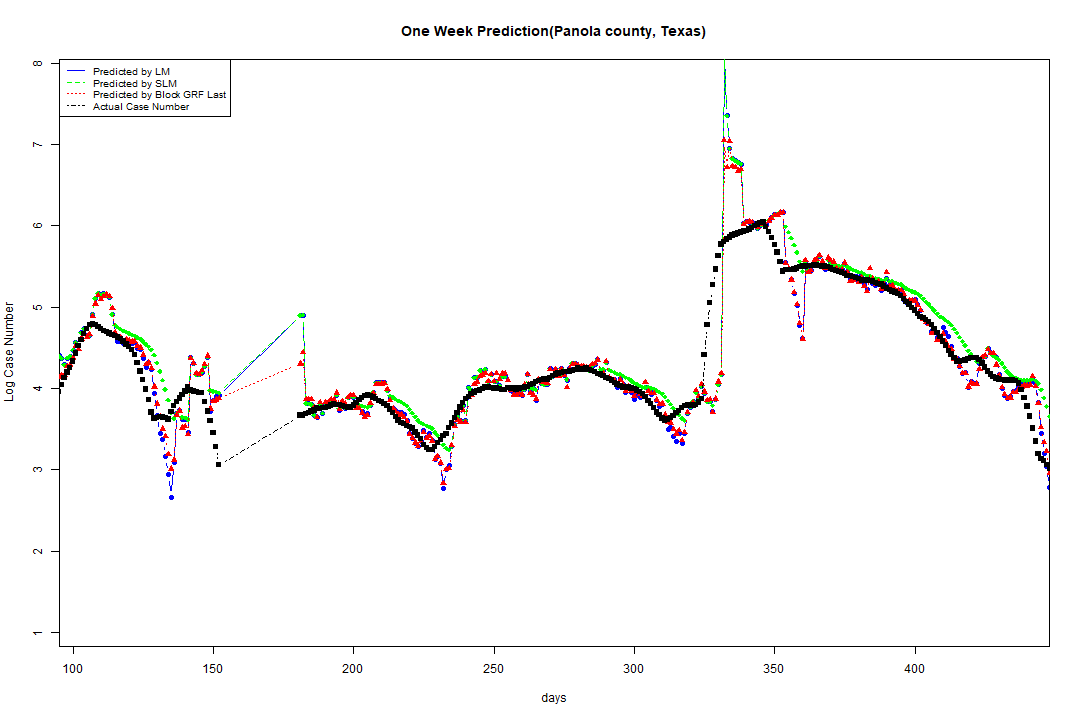 One Week Prediction(Panola county, Texas)
Predicted by LM
Predicted by SLM
Predicted by Block GRF Last
Actual Case Number
8
7
6
5
4
3
2
1
Log Case Number
100 150 200 250 300 350 400
days